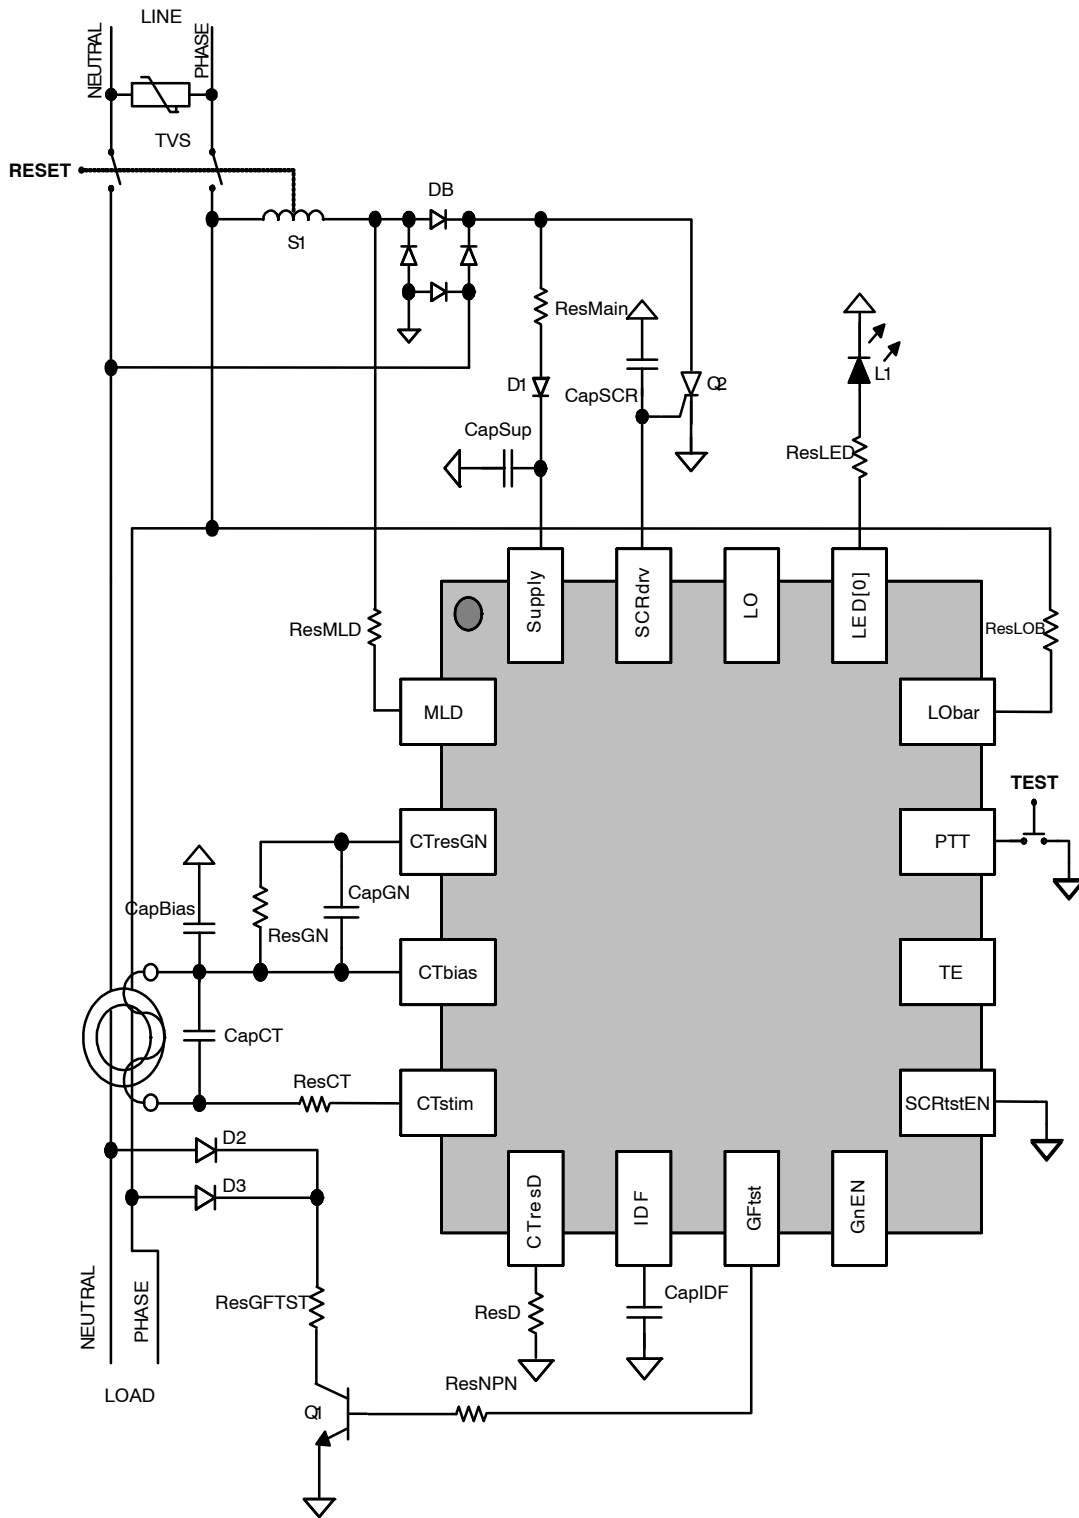 LINE
NEUTRAL
PHASE
TVS
RESET
DB
S1
ResMain
D1
CapSCR
Q2
L1
CapSup
ResLED
Supply
SCRdrv
LO
LED[0]
ResMLD
ResLOB
MLD
LObar
TEST
CTresGN
PTT
CapGN
CapBias
ResGN
CTbias
TE
CapCT
ResCT
CTstim
SCRtstEN
D2
D3
CTresD
IDF
GFtst
GnEN
NEUTRAL
PHASE
ResGFTST
ResD
CapIDF
LOAD
ResNPN
Q1